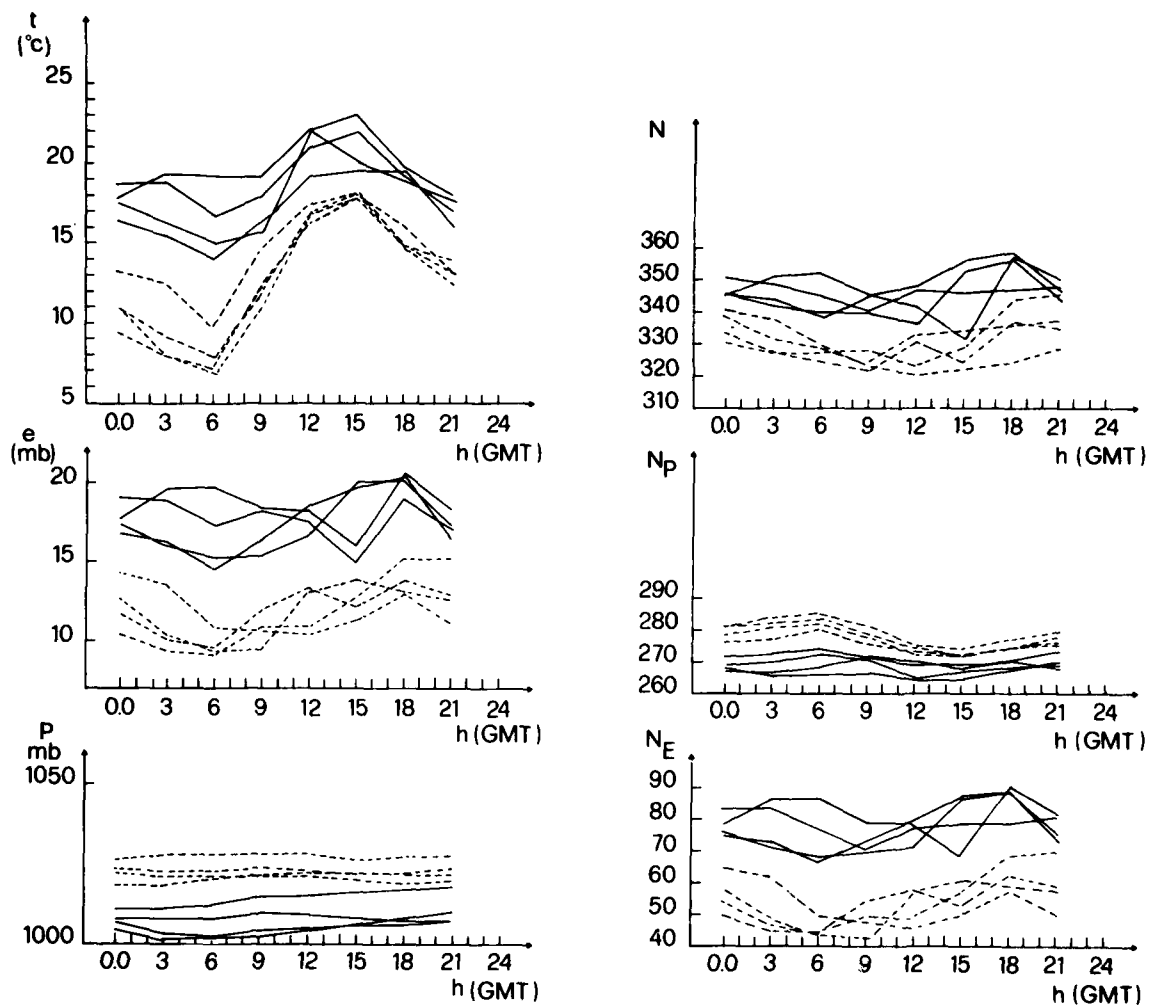 t
(°c)
25
20
15
10
5
0.0 3 6 9 12 15 18 21 24
h (GMT)
e
(mb)
20
15
10
0.0 3 6 9 12 15 18 21 24
h (GMT)
P
mb
1050
1000
0.0 3 6 9 12 15 18 21 24
h (GMT)
N
360
350
340
330
320
310
0.0 3 6 9 12 15 18 21 24
h (GMT)
NP
290
280
270
260
0.0 3 6 9 12 15 18 21 24
h (GMT)
NE
90
80
70
60
50
40
0.0 3 6 9 12 15 18 21 24
h (GMT)